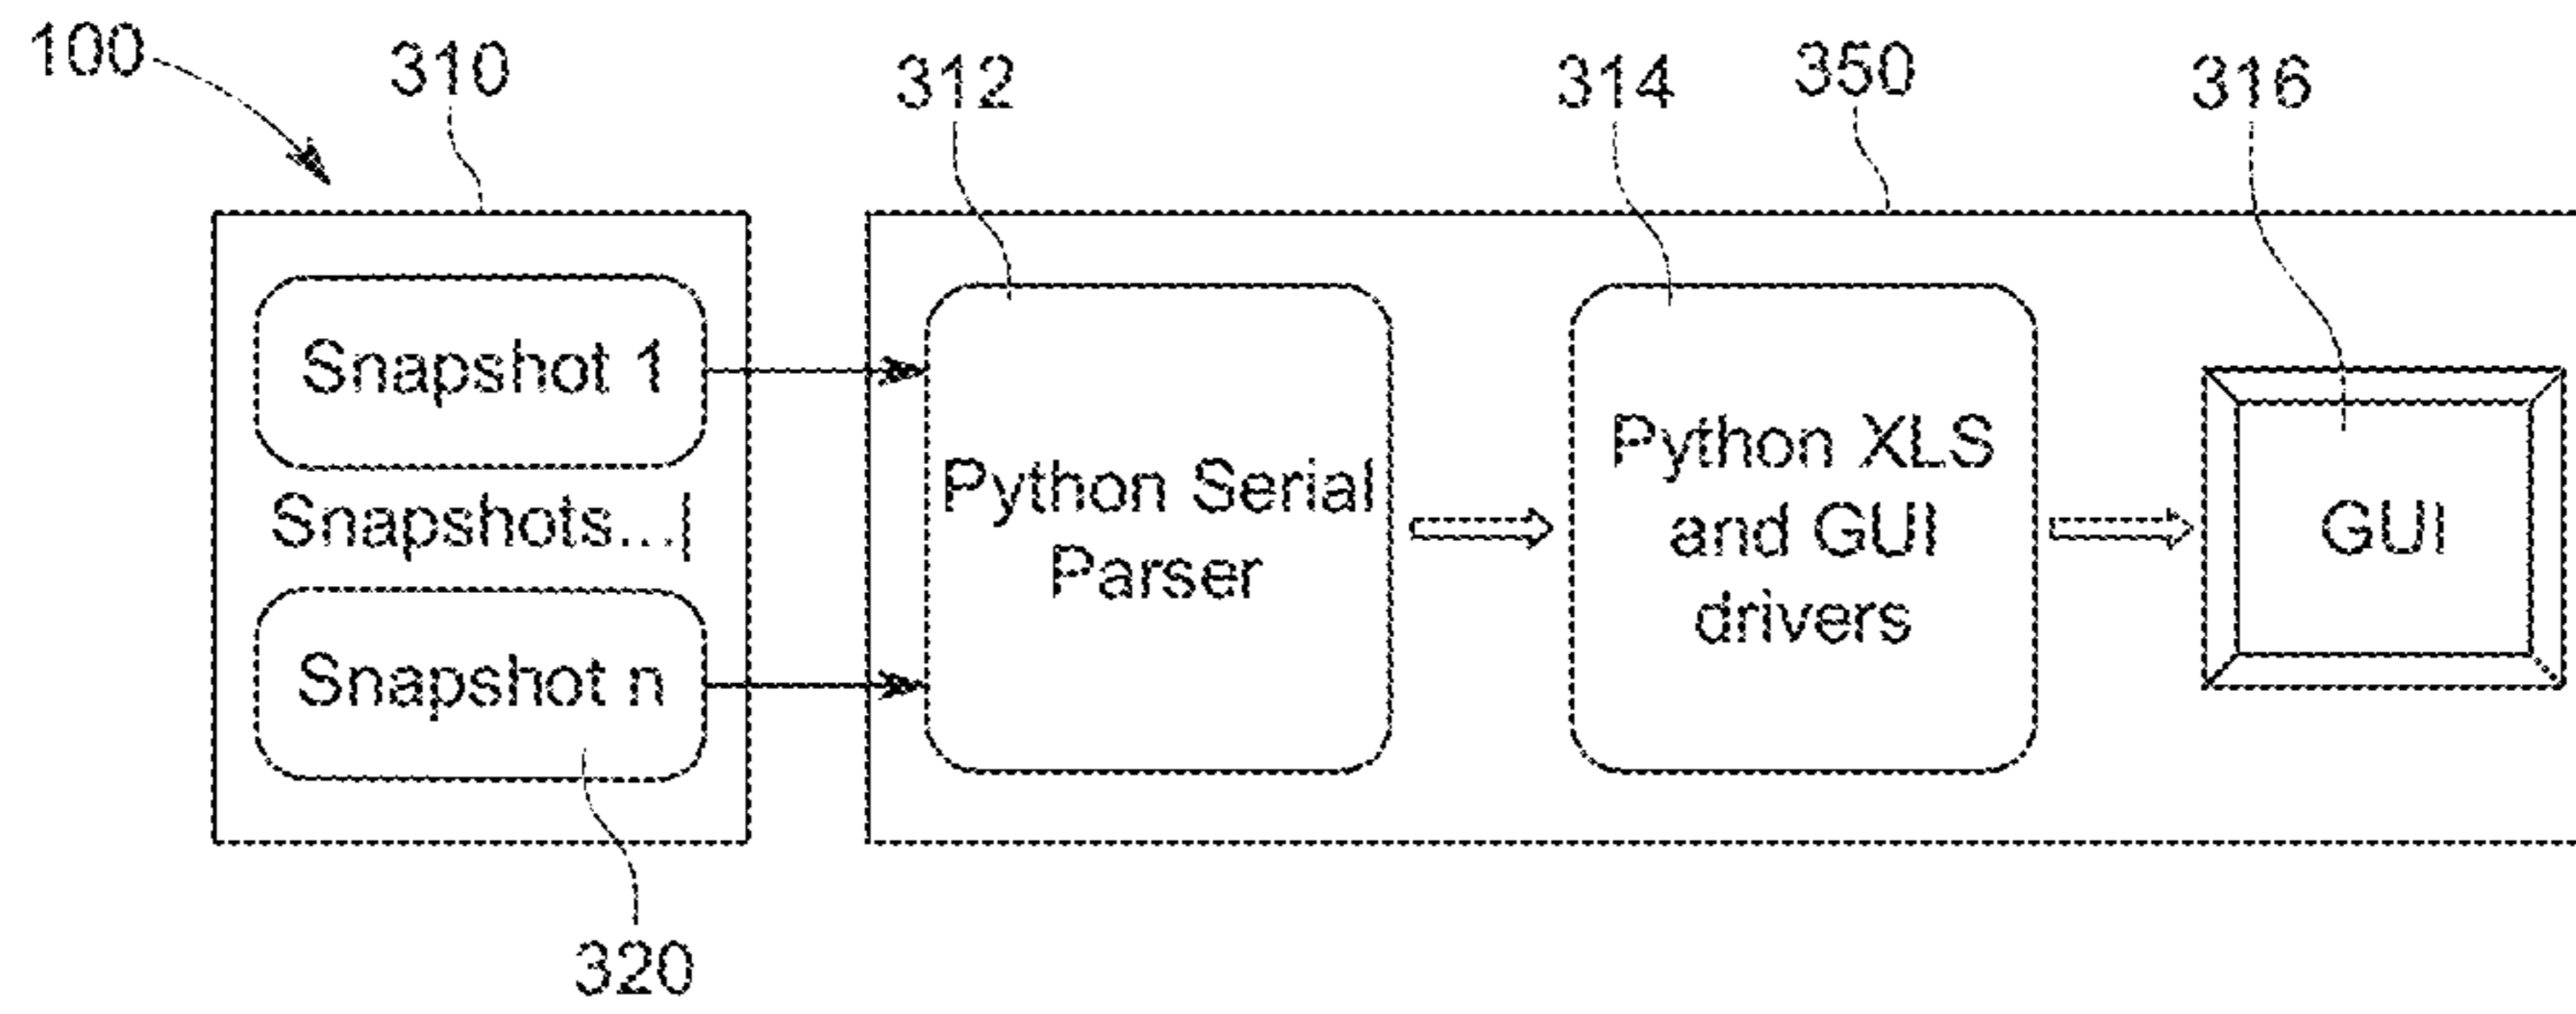 100
310
312
314
350
316
Snapshot 1
Snapshots...|
Snapshot n
Python Serial
Parser
Python XLS
and GUI
drivers
GUI
320